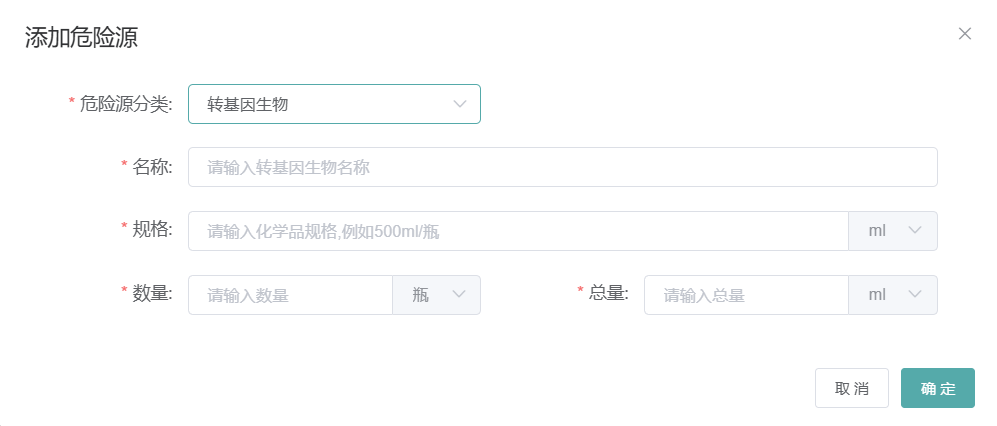 添加危险源
* 危险源分类: 转基因生物
* 名称: 请输入转基因生物名称
* 规格: 请输入化学品规格,例如500ml/瓶 ml
* 数量: 请输入数量 瓶 * 总量: 请输入总量 ml
取消 确定